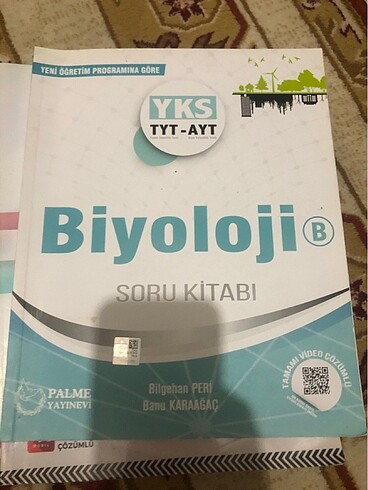 YENİ ÖĞRETİM PROGRAMINA GÖRE
YKS
TYT - AYT
Biyoloji B
SORU KİTABI
Bilgehan PERİ
Banu KARAAĞAÇ
PALME
YAYINEVİ
TAMAMI VİDEO ÇÖZÜMLÜ
ÇÖZÜMLÜ